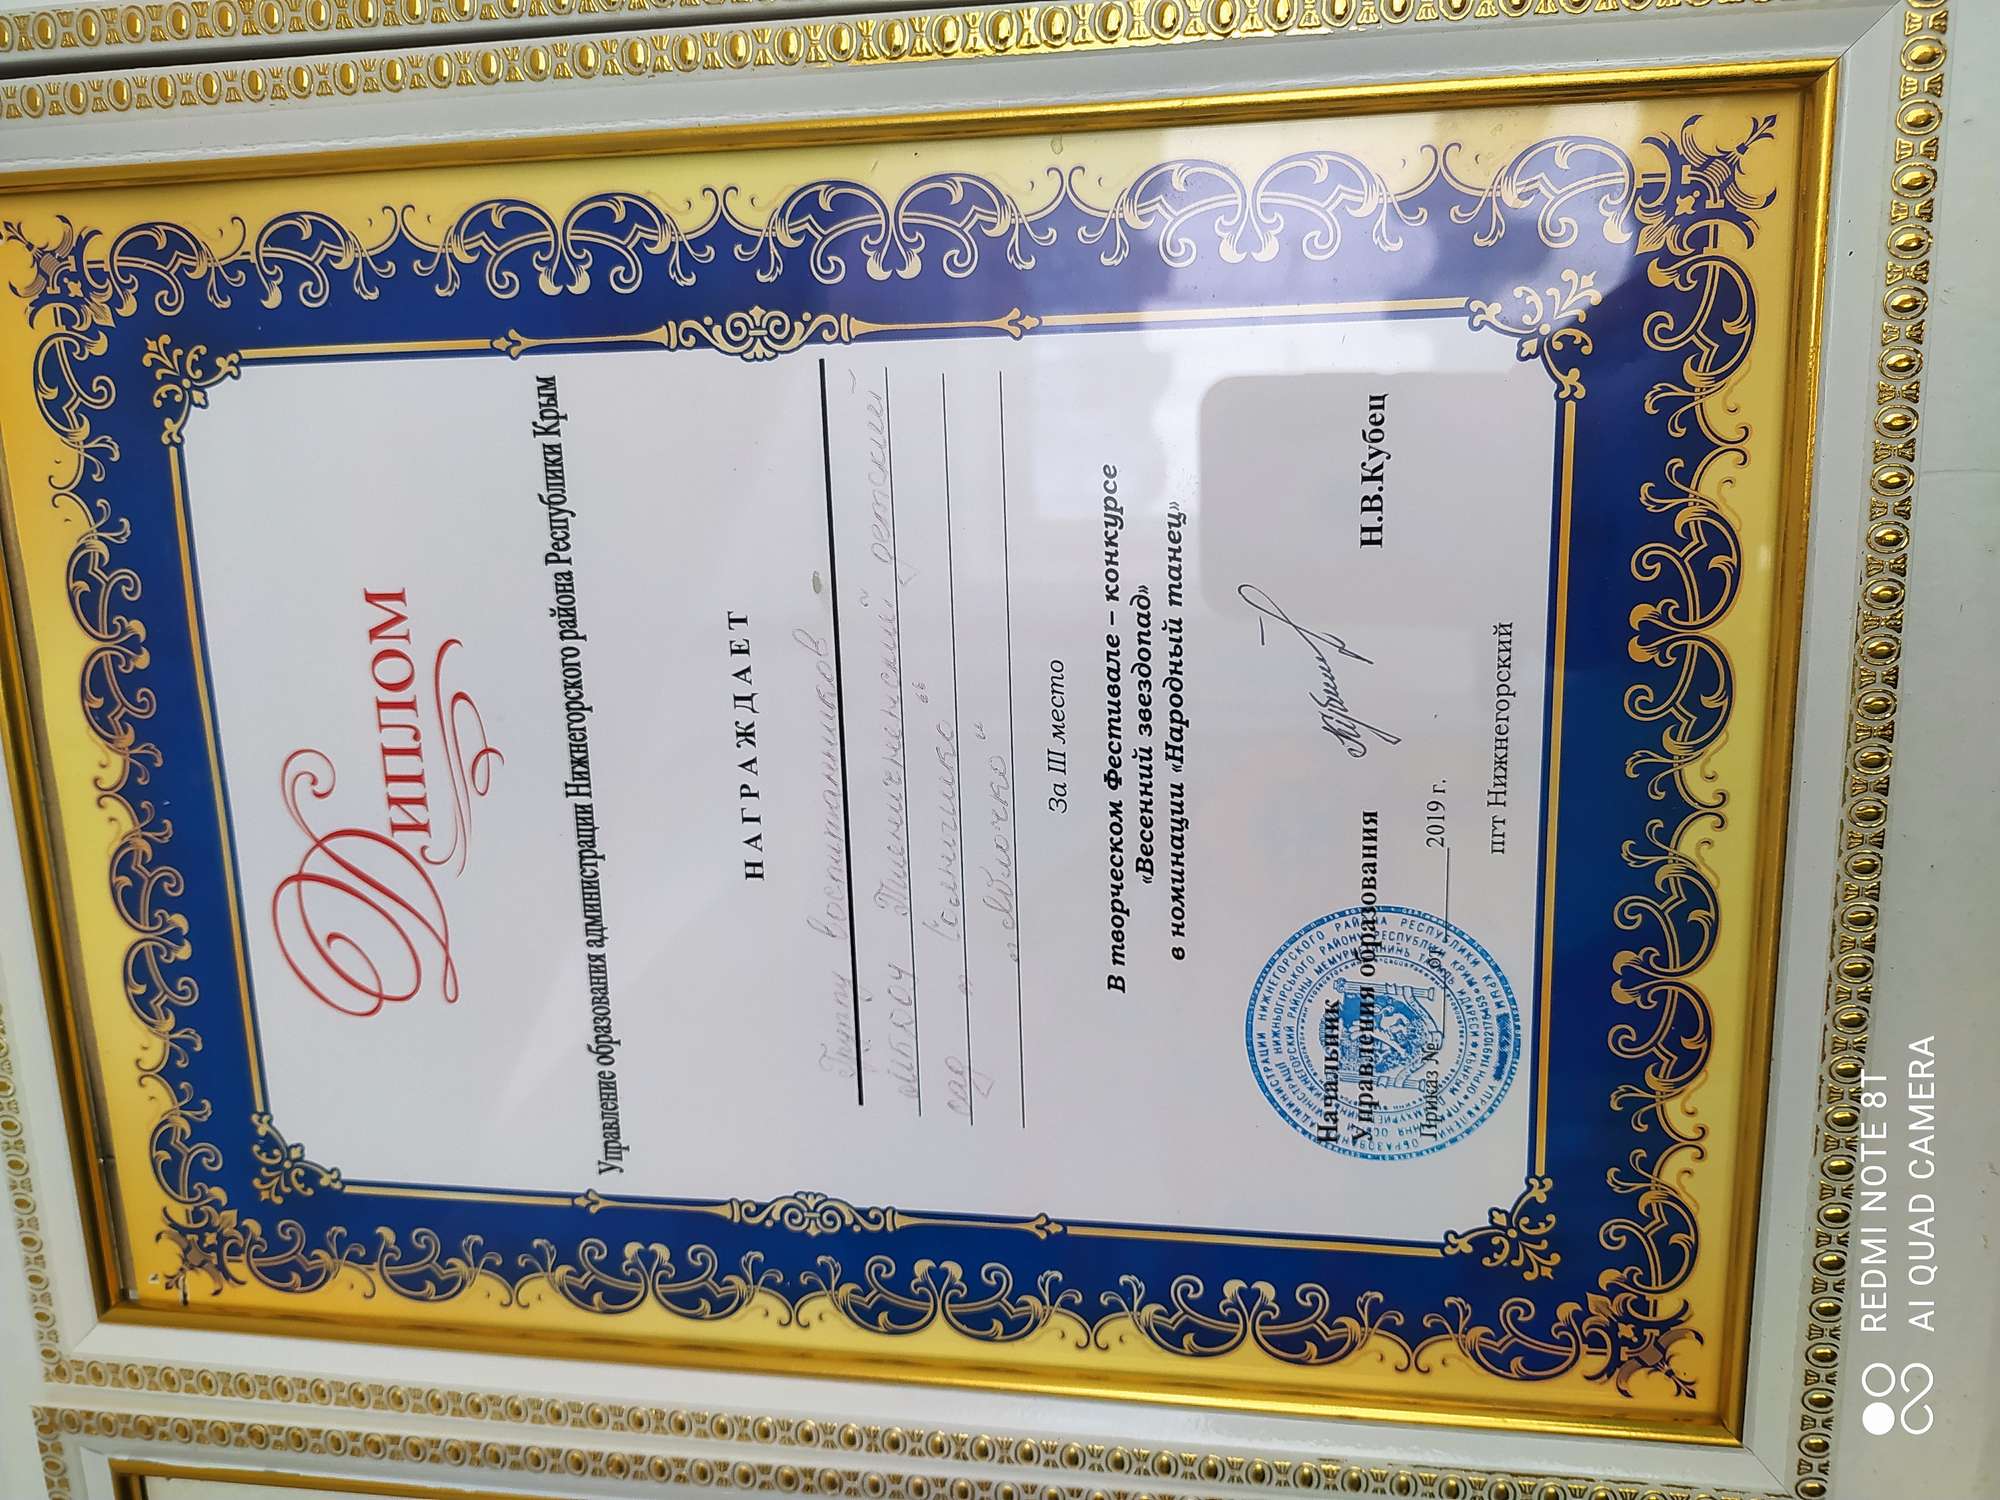 Диплом
Управление образования администрации Нижнегорского района Республики Крым
НАГРАЖДАЕТ
Группу воспитанников
МБДОУ детский
сад "
"Яблочко"
За III место
В творческом Фестивале – конкурсе
«Весенний звездопад»
в номинации «Народный танец»
Начальник
Управления образования Н.В.Кубец
Приказ № от 2019 г.
пгт Нижнегорский
REDMI NOTE 8T
AI QUAD CAMERA